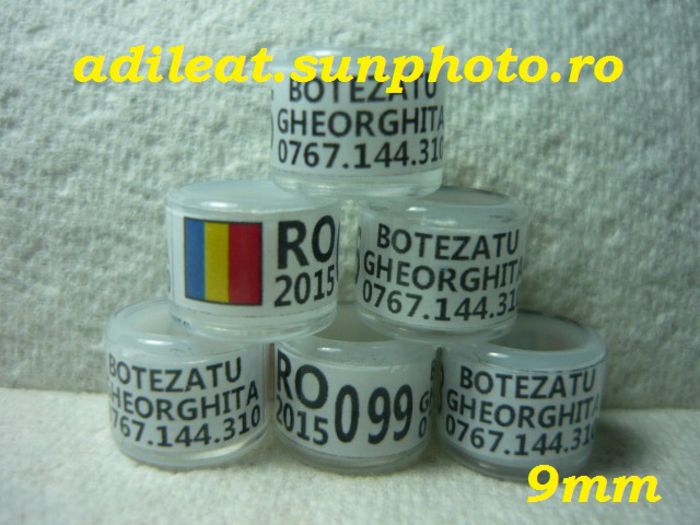 adileat.sunphoto.ro
BOTEZATU
GHEORGHITA
0767.144.310
RO
2015
BOTEZATU
GHEORGHITA
0767.144.310
BOTEZATU
GHEORGHITA
0767.144.310
RO
2015 099
BOTEZATU
GHEORGHITA
0767.144.310
9mm